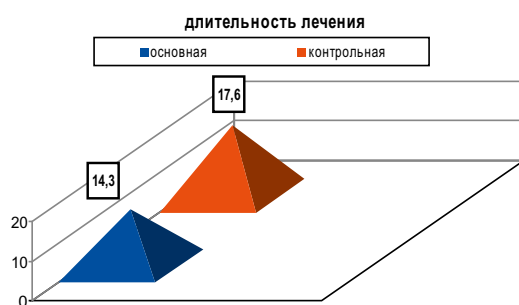 длительность лечения
основная контрольная
17,6
14,3
20
10
0